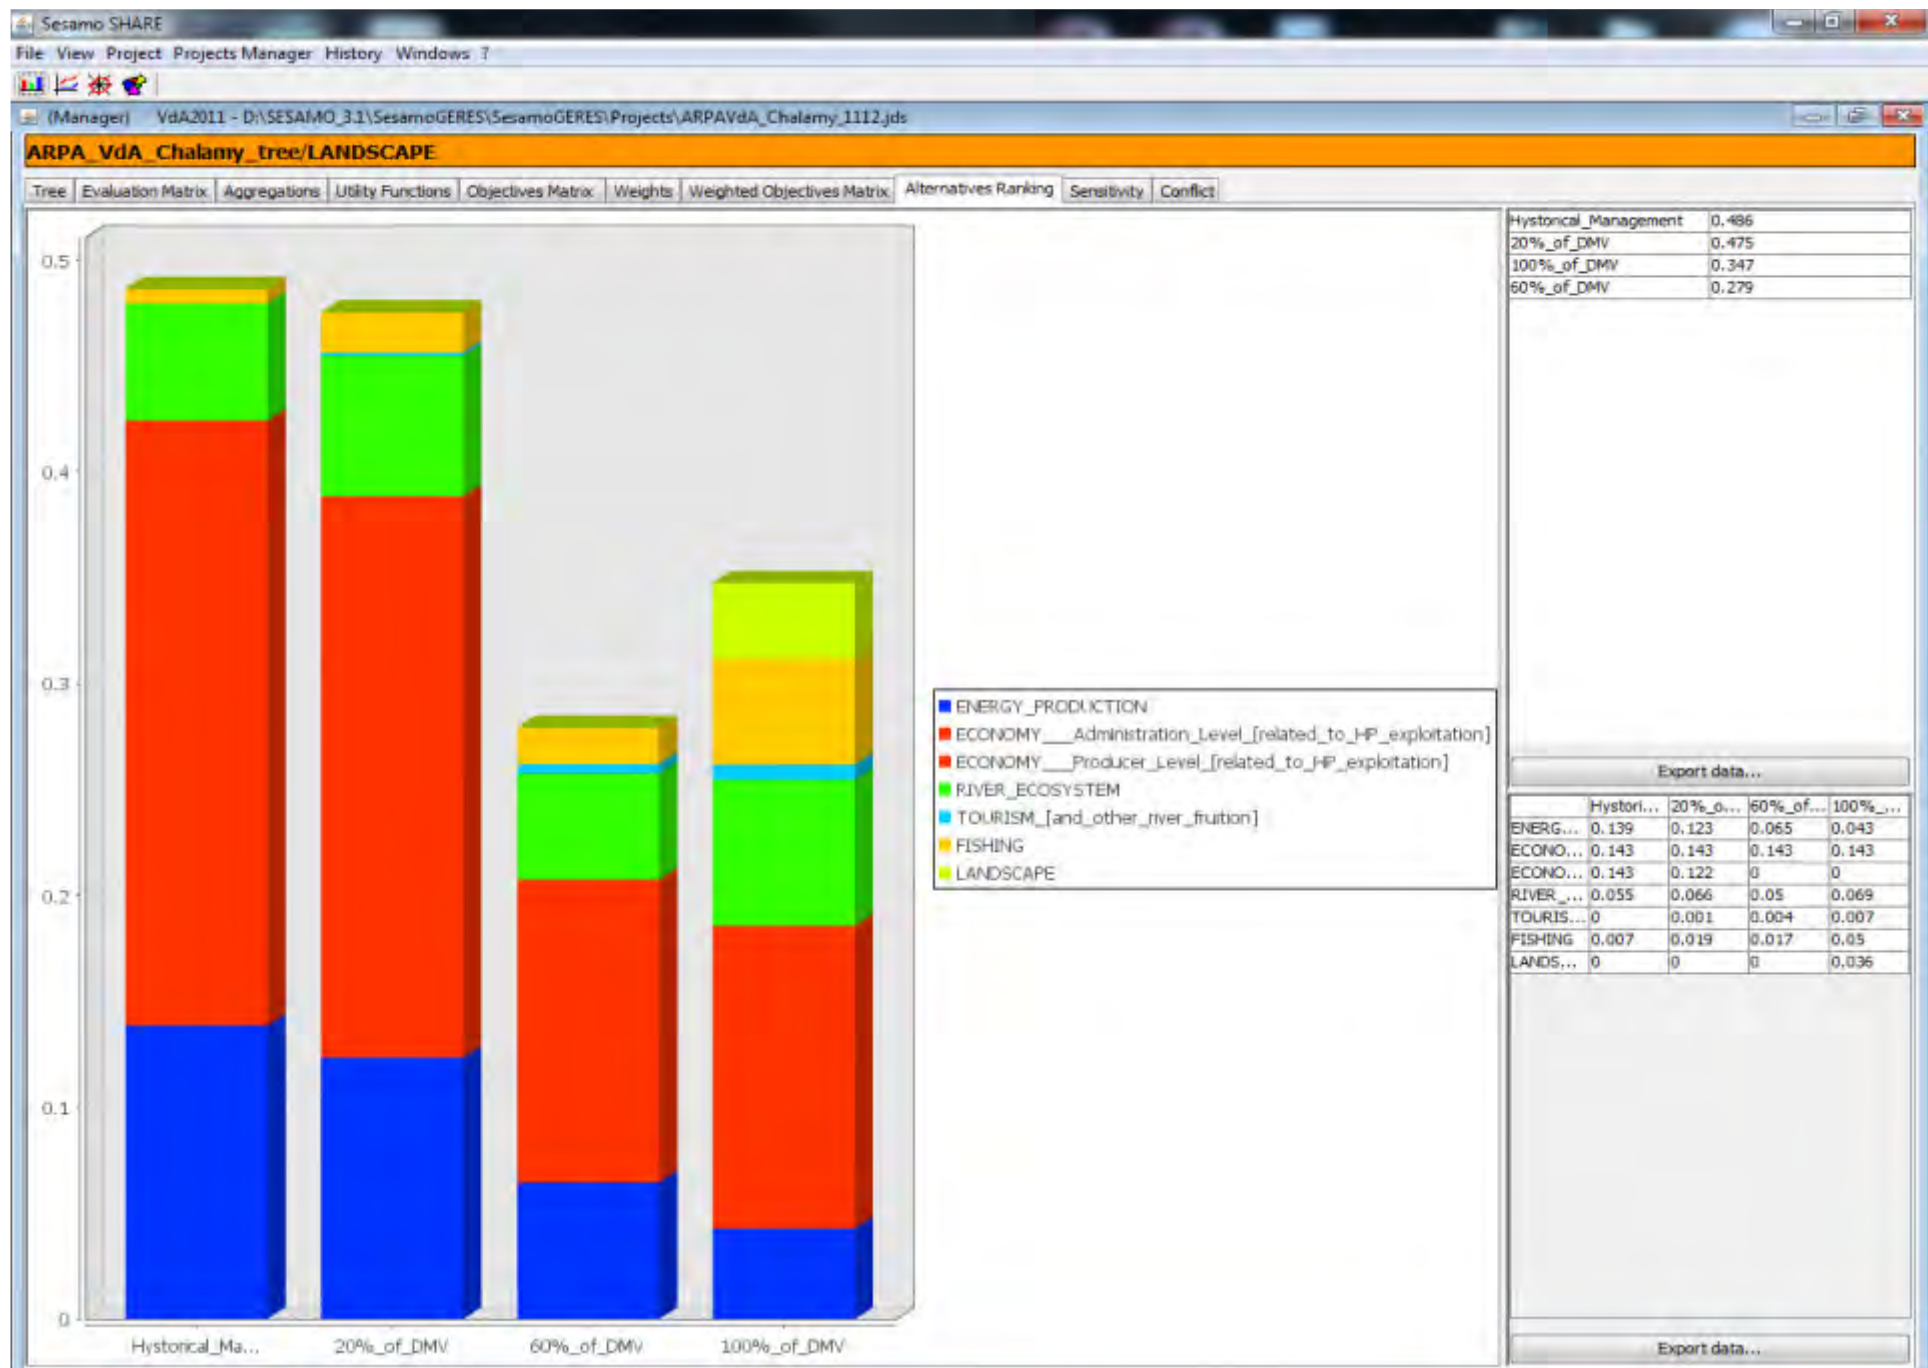 Sesamo SHARE
File View Project Projects Manager History Windows ?
(Manager) VdA2011 - D:\SESAMO_3.1\SesamoGERES\SesamoGERES\Projects\ARPAVdA_Chalamy_1112.jds
ARPA_VdA_Chalamy_tree/LANDSCAPE
Tree Evaluation Matrix Aggregations Utility Functions Objectives Matrix Weights Weighted Objectives Matrix Alternatives Ranking Sensitivity Conflict
0.5
0.4
0.3
0.2
0.1
0
Hystorical_Ma... 20%_of_DMV 60%_of_DMV 100%_of_DMV
ENERGY_PRODUCTION
ECONOMY___Administration_Level_[related_to_HP_exploitation]
ECONOMY___Producer_Level_[related_to_HP_exploitation]
RIVER_ECOSYSTEM
TOURISM_[and_other_river_fruition]
FISHING
LANDSCAPE
Hystorical_Management 0.486
20%_of_DMV 0.475
100%_of_DMV 0.347
60%_of_DMV 0.279
Export data...
Hystori... 20%_o... 60%_of... 100%_...
ENERG... 0.139 0.123 0.065 0.043
ECONO... 0.143 0.143 0.143 0.143
ECONO... 0.143 0.122 0 0
RIVER_... 0.055 0.066 0.05 0.069
TOURIS... 0 0.001 0.004 0.007
FISHING 0.007 0.019 0.017 0.05
LANDS... 0 0 0 0.036
Export data...